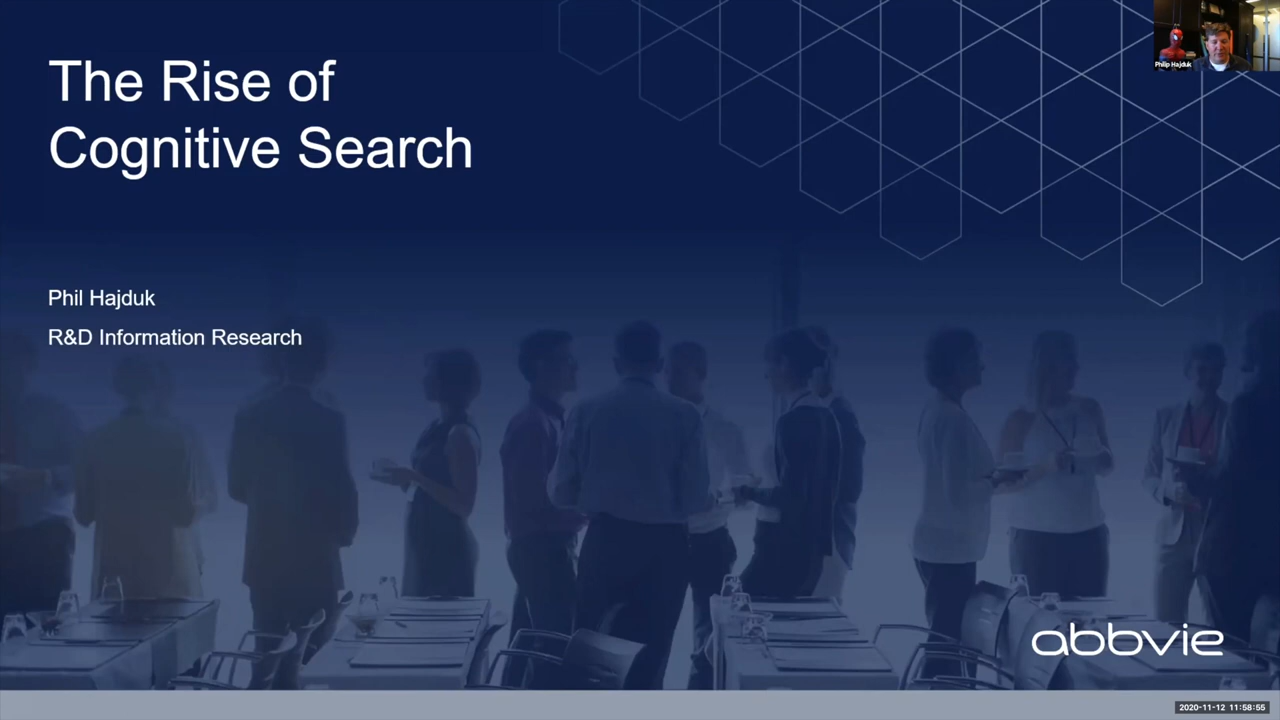 The Rise of
Cognitive Search
Philip Hajduk
Phil Hajduk
R&D Information Research
abbvie
2020-11-12 11:58:55